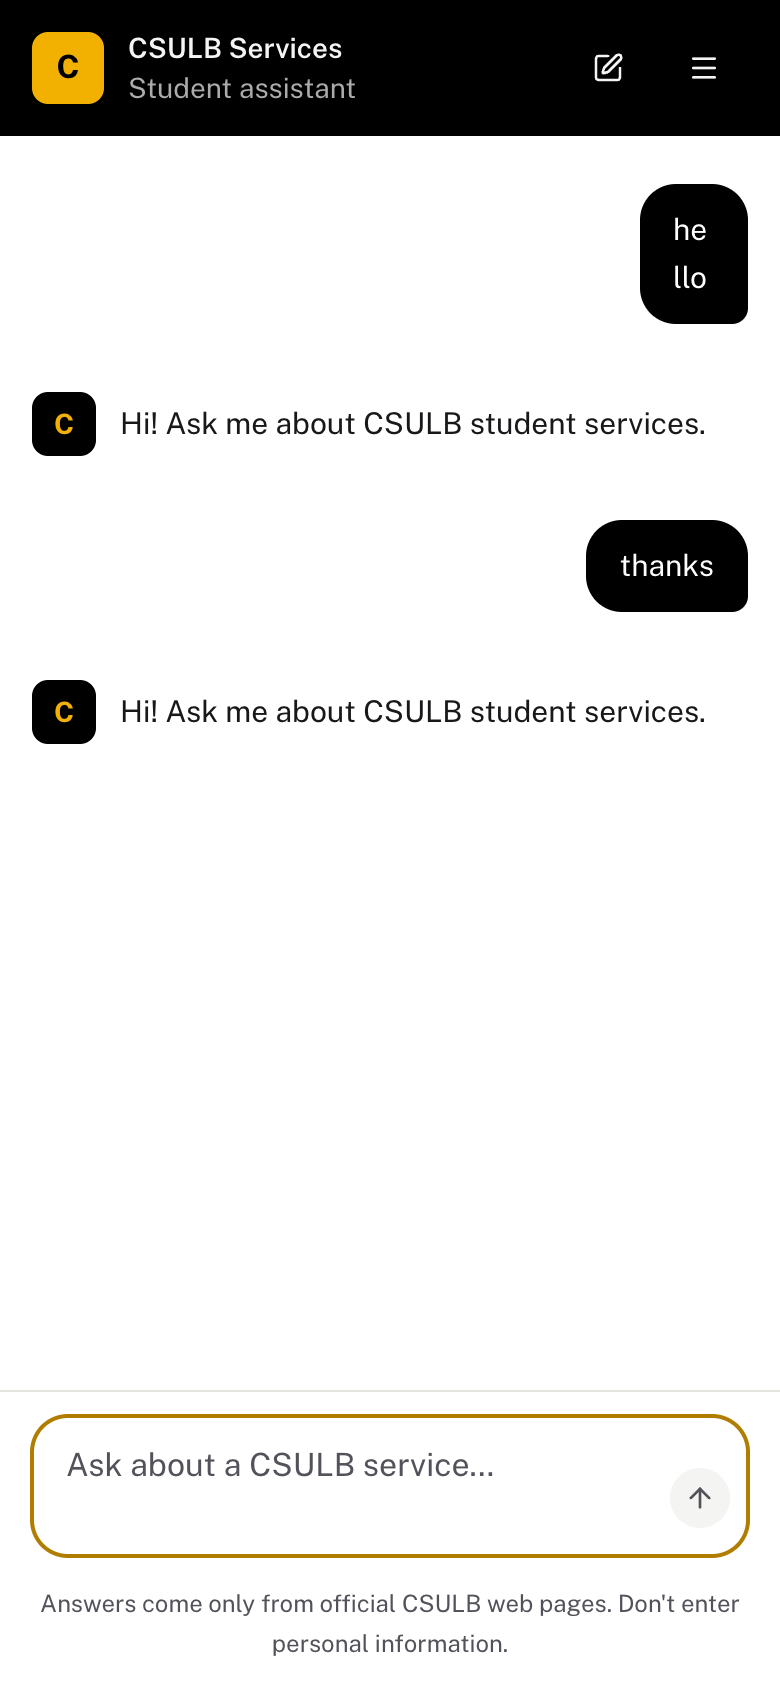 C
CSULB Services
Student assistant
he
llo
C
Hi! Ask me about CSULB student services.
thanks
C
Hi! Ask me about CSULB student services.
Ask about a CSULB service...
Answers come only from official CSULB web pages. Don't enter
personal information.